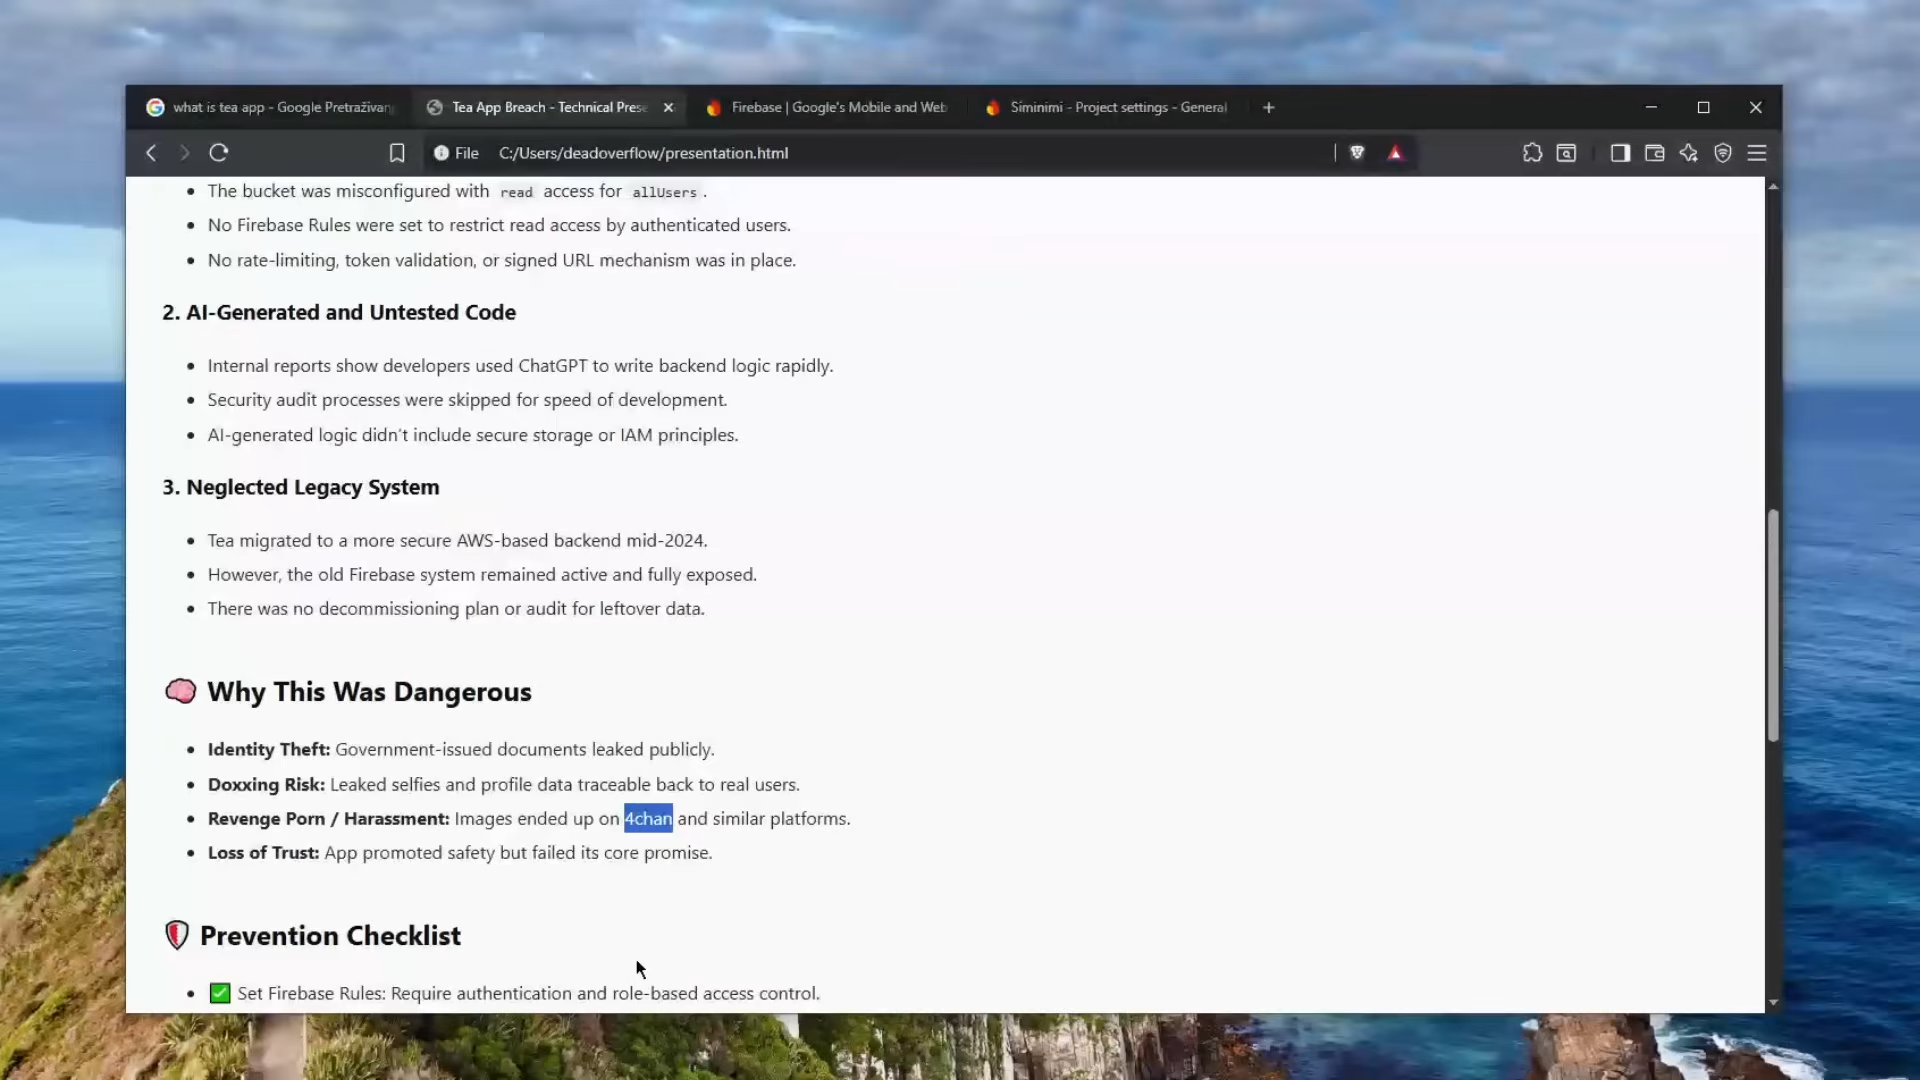 what is tea app - Google Pretraživan
Tea App Breach - Technical Prese
Firebase | Google's Mobile and Web
Siminimi - Project settings - General
File C:/Users/deadoverflow/presentation.html
• The bucket was misconfigured with read access for allUsers .
• No Firebase Rules were set to restrict read access by authenticated users.
• No rate-limiting, token validation, or signed URL mechanism was in place.
2. AI-Generated and Untested Code
• Internal reports show developers used ChatGPT to write backend logic rapidly.
• Security audit processes were skipped for speed of development.
• AI-generated logic didn't include secure storage or IAM principles.
3. Neglected Legacy System
• Tea migrated to a more secure AWS-based backend mid-2024.
• However, the old Firebase system remained active and fully exposed.
• There was no decommissioning plan or audit for leftover data.
🧠 Why This Was Dangerous
• Identity Theft: Government-issued documents leaked publicly.
• Doxxing Risk: Leaked selfies and profile data traceable back to real users.
• Revenge Porn / Harassment: Images ended up on 4chan and similar platforms.
• Loss of Trust: App promoted safety but failed its core promise.
🛡️ Prevention Checklist
• ✅ Set Firebase Rules: Require authentication and role-based access control.